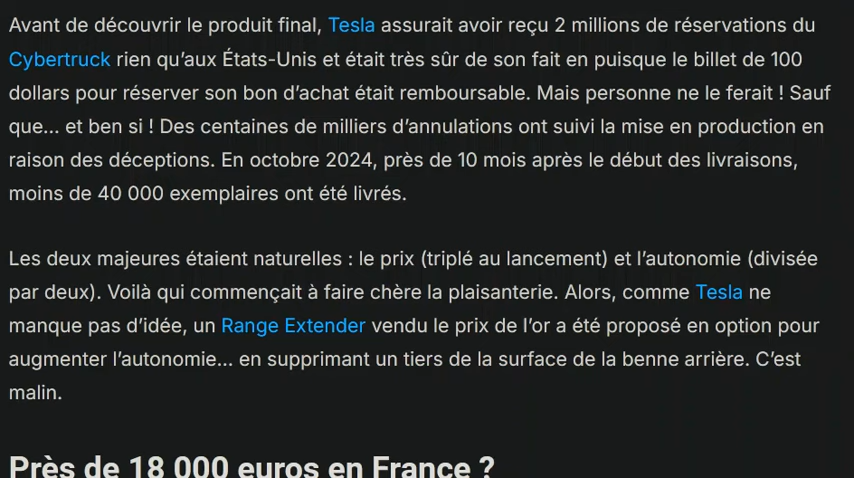 Avant de découvrir le produit final, Tesla assurait avoir reçu 2 millions de réservations du
Cybertruck rien qu’aux États-Unis et était très sûr de son fait en puisque le billet de 100
dollars pour réserver son bon d’achat était remboursable. Mais personne ne le ferait ! Sauf
que… et ben si ! Des centaines de milliers d’annulations ont suivi la mise en production en
raison des déceptions. En octobre 2024, près de 10 mois après le début des livraisons,
moins de 40 000 exemplaires ont été livrés.
Les deux majeures étaient naturelles : le prix (triplé au lancement) et l’autonomie (divisée
par deux). Voilà qui commençait à faire chère la plaisanterie. Alors, comme Tesla ne
manque pas d’idée, un Range Extender vendu le prix de l’or a été proposé en option pour
augmenter l’autonomie… en supprimant un tiers de la surface de la benne arrière. C’est
malin.
Près de 18 000 euros en France ?